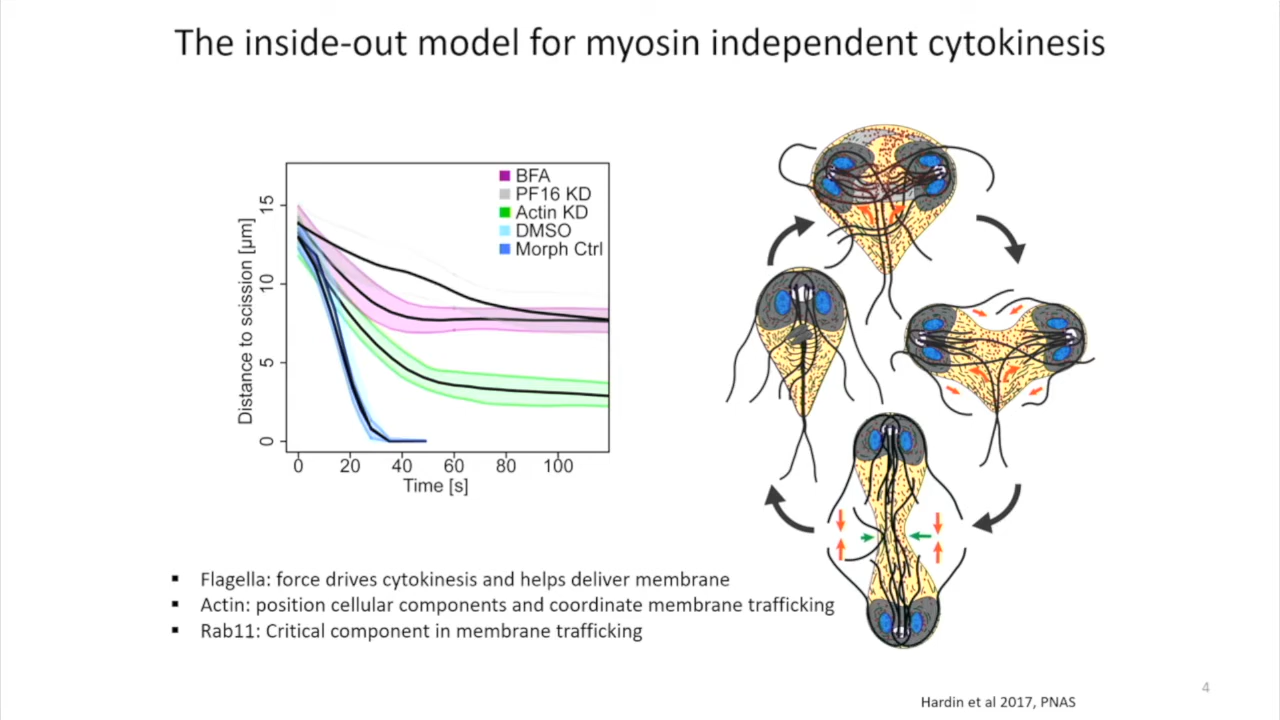 The inside-out model for myosin independent cytokinesis
BFA
PF16 KD
Actin KD
DMSO
Morph Ctrl
Distance to scission [µm]
15
10
5
0
0 20 40 60 80 100
Time [s]
▪ Flagella: force drives cytokinesis and helps deliver membrane
▪ Actin: position cellular components and coordinate membrane trafficking
▪ Rab11: Critical component in membrane trafficking
4
Hardin et al 2017, PNAS